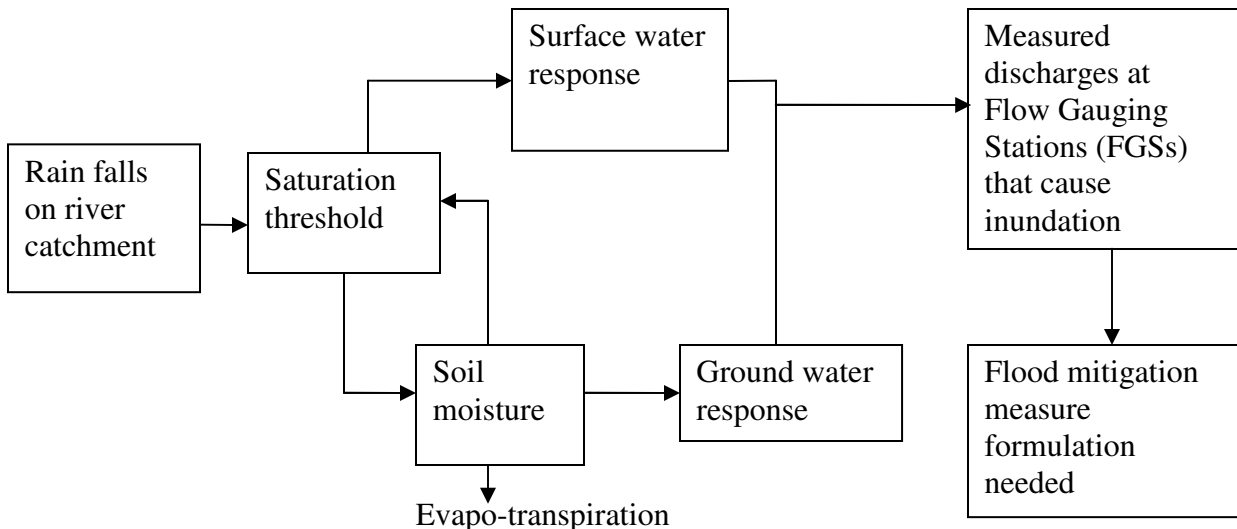 Rain falls
on river
catchment
Saturation
threshold
Surface water
response
Soil
moisture
Evapo-transpiration
Ground water
response
Measured
discharges at
Flow Gauging
Stations (FGSs)
that cause
inundation
Flood mitigation
measure
formulation
needed